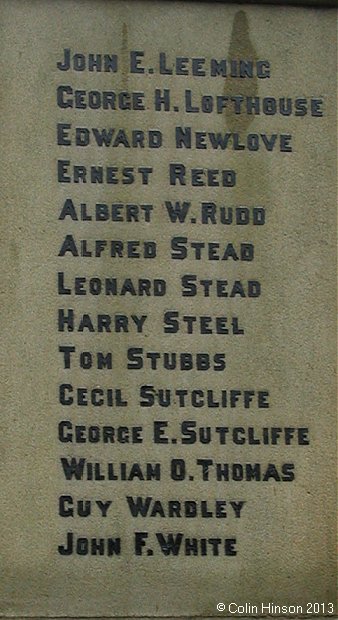 JOHN E. LEEMING
GEORGE H. LOFTHOUSE
EDWARD NEWLOVE
ERNEST REED
ALBERT W. RUDD
ALFRED STEAD
LEONARD STEAD
HARRY STEEL
TOM STUBBS
CECIL SUTCLIFFE
GEORGE E. SUTCLIFFE
WILLIAM O. THOMAS
GUY WARDLEY
JOHN F. WHITE
©Colin Hinson 2013